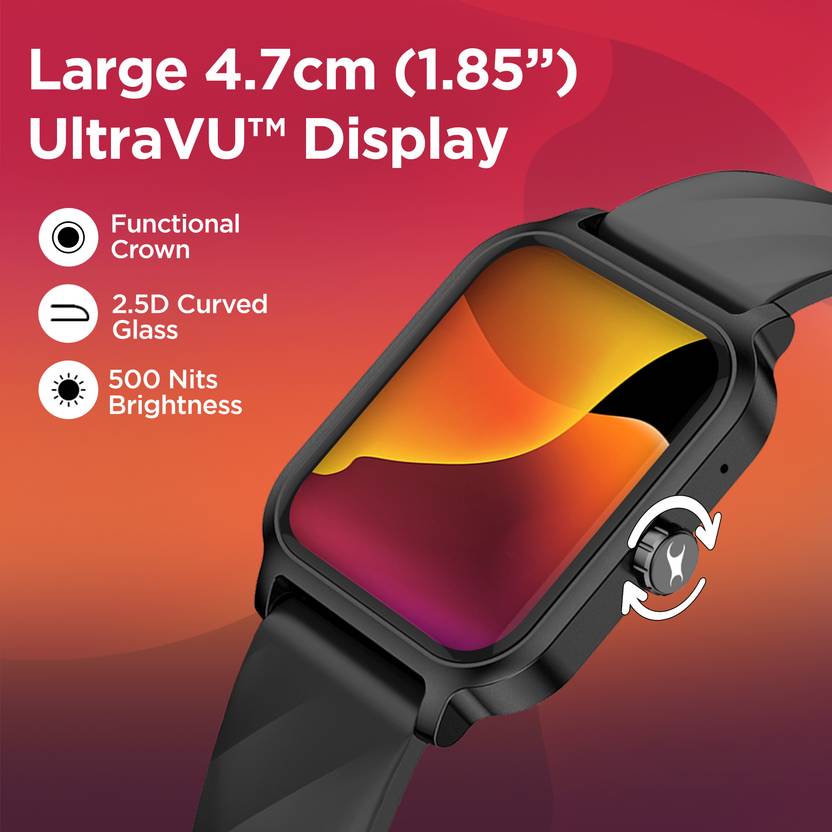 Large 4.7cm (1.85”)
UltraVU™ Display
Functional
Crown
2.5D Curved
Glass
500 Nits
Brightness